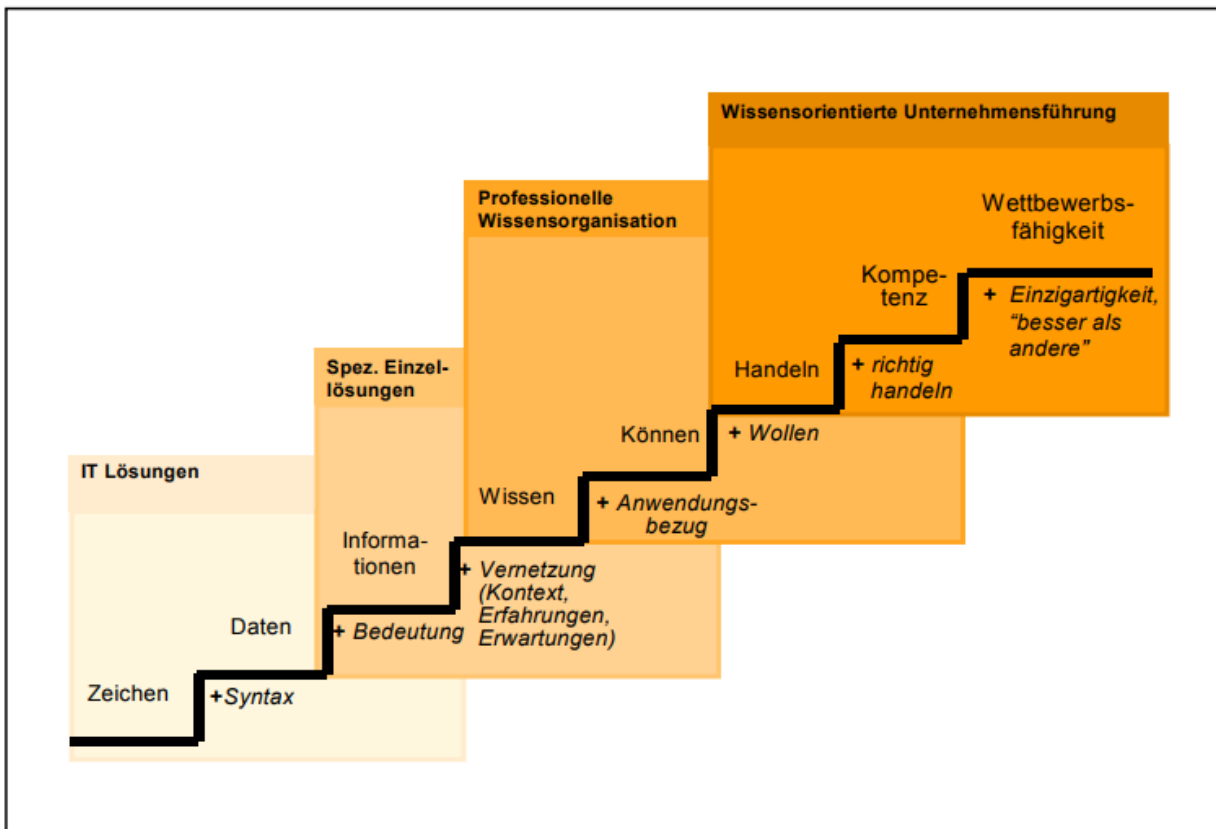 Wissensorientierte Unternehmensführung
Wettbewerbs-
fähigkeit
Kompe-
tenz
+ Einzigartigkeit,
“besser als
andere”
Professionelle
Wissensorganisation
Handeln
+ richtig
handeln
Können
+ Wollen
Spez. Einzel-
lösungen
Wissen
+ Anwendungs-
bezug
Informa-
tionen
+ Vernetzung
(Kontext,
Erfahrungen,
Erwartungen)
IT Lösungen
Daten
+ Bedeutung
Zeichen
+Syntax